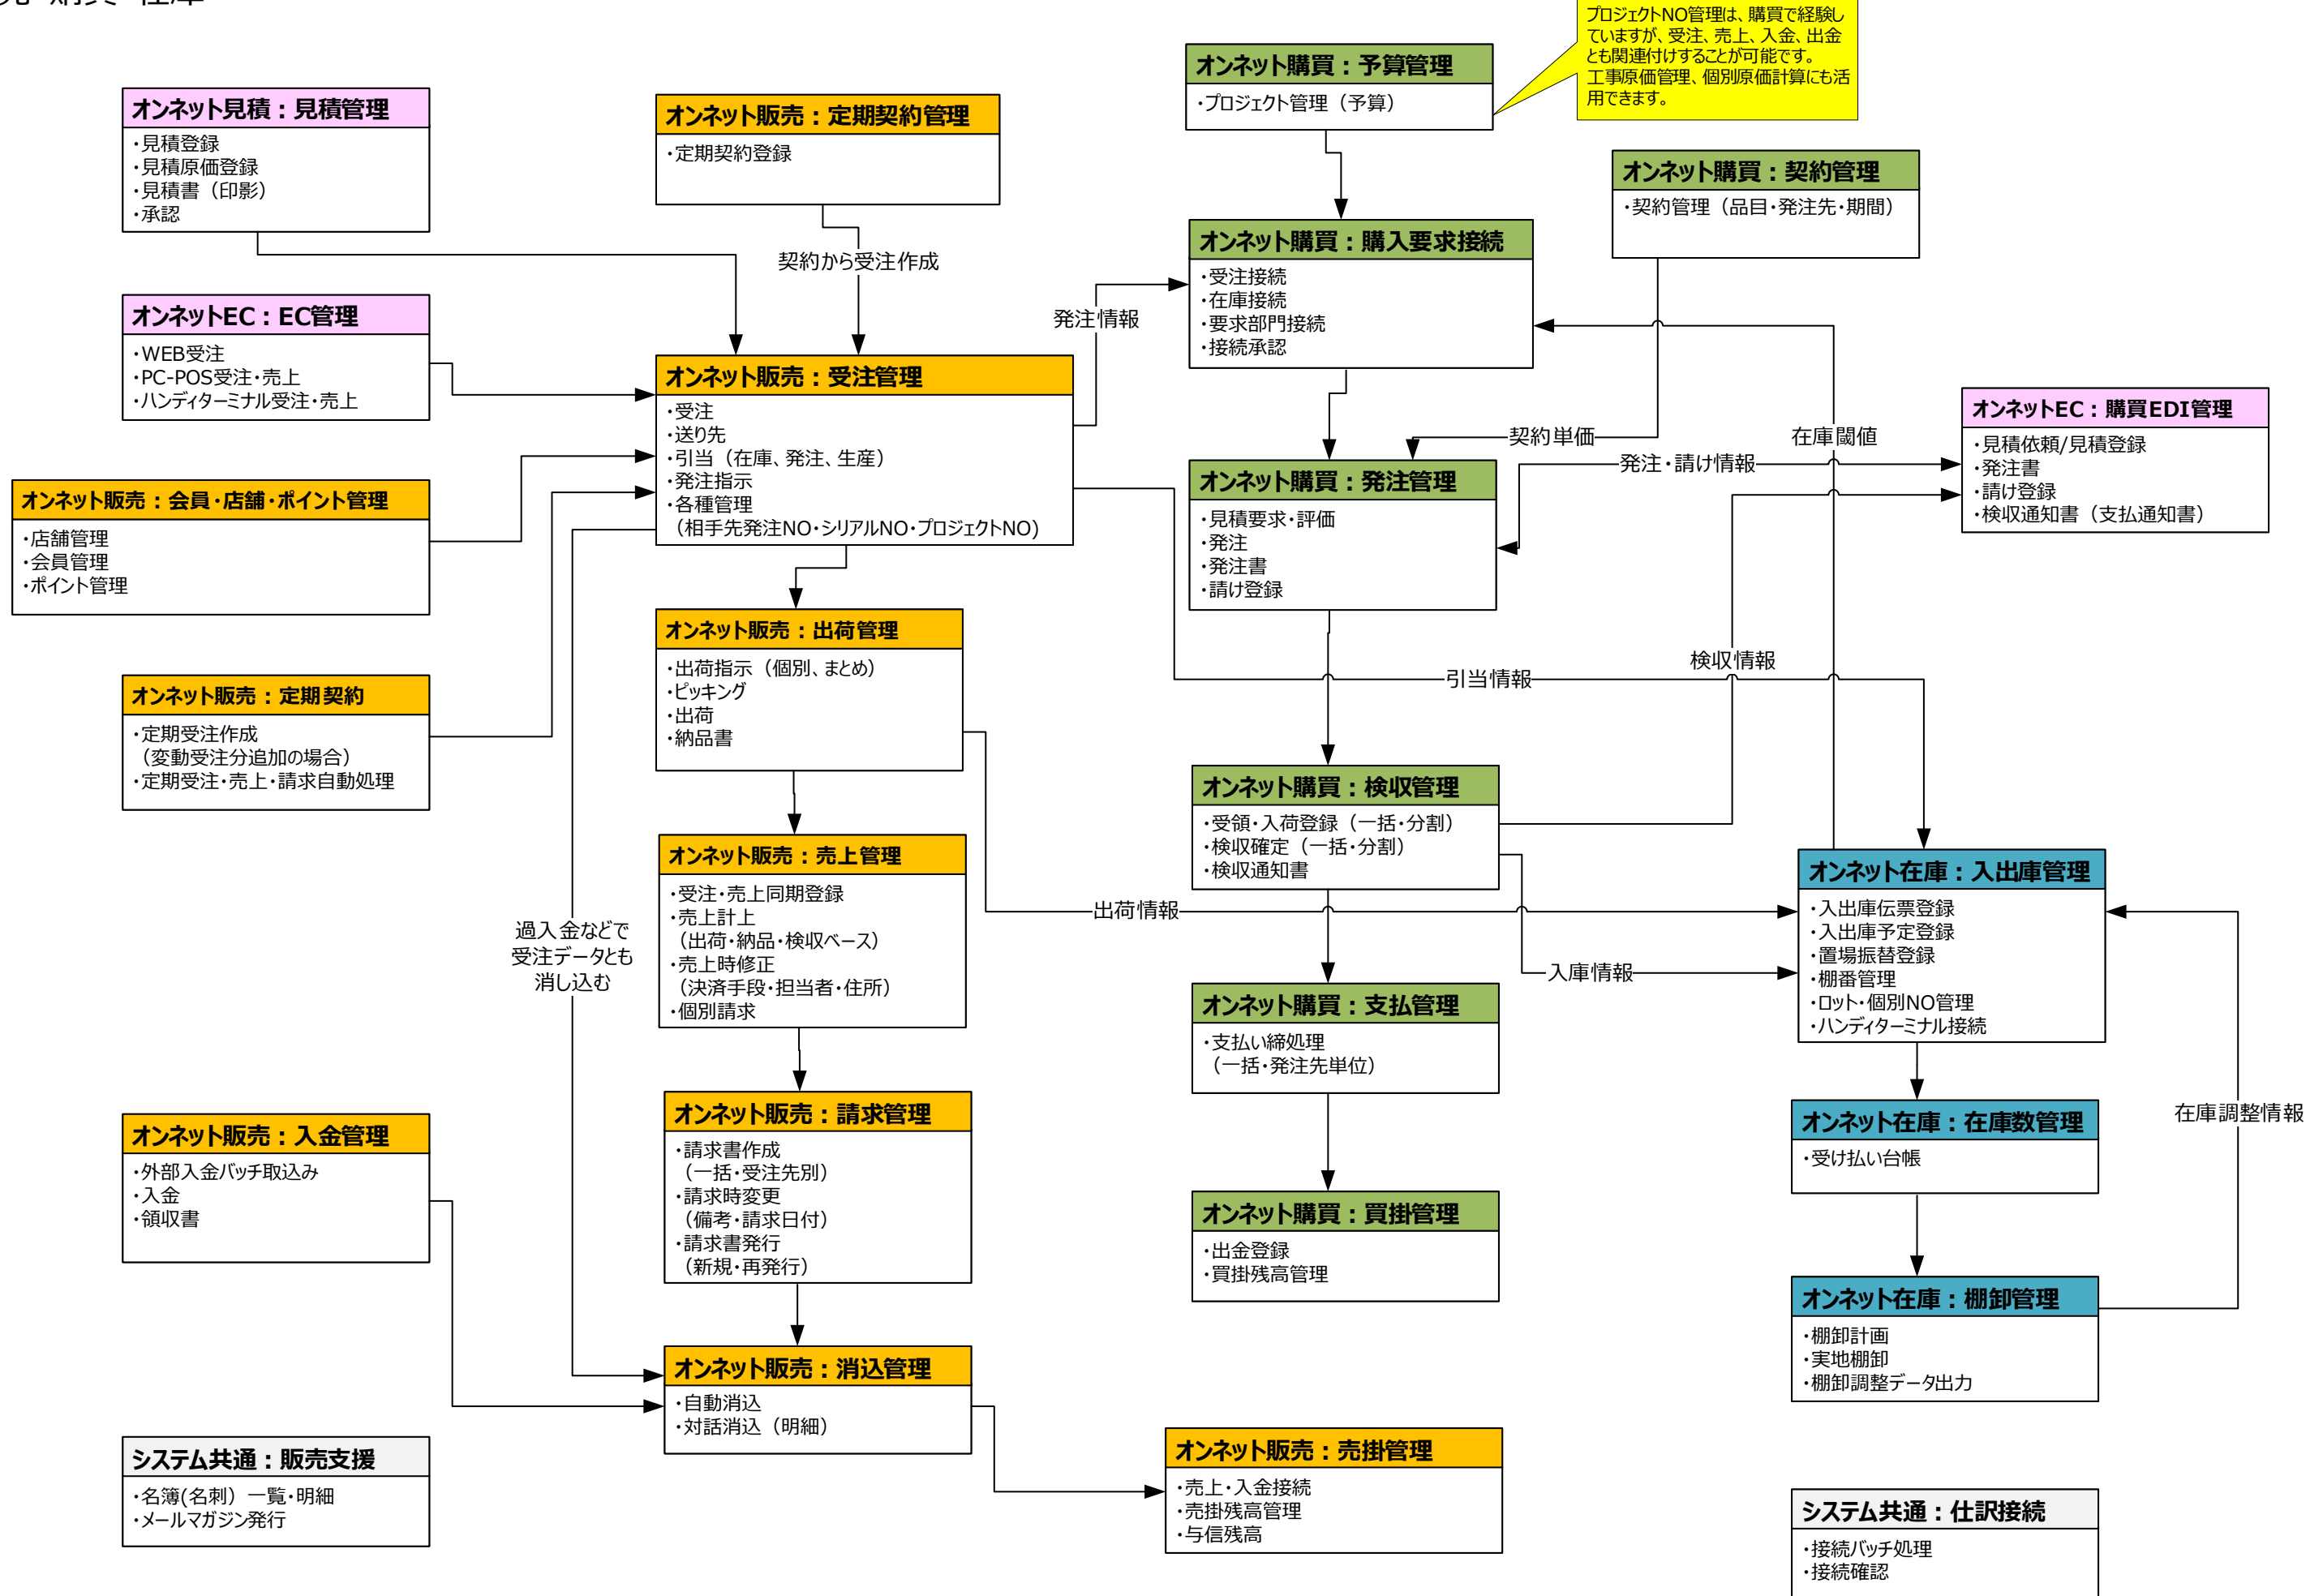 売・購買・在庫
プロジェクトNO管理は、購買で経験し
ていますが、受注、売上、入金、出金
とも関連付けすることが可能です。
工事原価管理、個別原価計算にも活
用できます。
オンネット見積：見積管理
・見積登録
・見積原価登録
・見積書（印影）
・承認
オンネット販売：定期契約管理
・定期契約登録
オンネット購買：予算管理
・プロジェクト管理（予算）
オンネット購買：契約管理
・契約管理（品目・発注先・期間）
契約から受注作成
オンネット購買：購入要求接続
・受注接続
・在庫接続
・要求部門接続
・接続承認
発注情報
オンネットEC：EC管理
・WEB受注
・PC-POS受注・売上
・ハンディターミナル受注・売上
オンネット販売：受注管理
・受注
・送り先
・引当（在庫、発注、生産）
・発注指示
・各種管理
（相手先発注NO・シリアルNO・プロジェクトNO）
契約単価
在庫閾値
発注・請け情報
オンネットEC：購買EDI管理
・見積依頼/見積登録
・発注書
・請け登録
・検収通知書（支払通知書）
オンネット販売：会員・店舗・ポイント管理
・店舗管理
・会員管理
・ポイント管理
オンネット購買：発注管理
・見積要求・評価
・発注
・発注書
・請け登録
オンネット販売：出荷管理
・出荷指示（個別、まとめ）
・ピッキング
・出荷
・納品書
引当情報
検収情報
オンネット販売：定期契約
・定期受注作成
（変動受注分追加の場合）
・定期受注・売上・請求自動処理
オンネット購買：検収管理
・受領・入荷登録（一括・分割）
・検収確定（一括・分割）
・検収通知書
オンネット販売：売上管理
・受注・売上同期登録
・売上計上
（出荷・納品・検収ベース）
・売上時修正
（決済手段・担当者・住所）
・個別請求
過入金などで
受注データとも
消し込む
出荷情報
入庫情報
オンネット在庫：入出庫管理
・入出庫伝票登録
・入出庫予定登録
・置場振替登録
・棚番管理
・ロット・個別NO管理
・ハンディターミナル接続
オンネット購買：支払管理
・支払い締処理
（一括・発注先単位）
オンネット販売：入金管理
・外部入金バッチ取込み
・入金
・領収書
オンネット販売：請求管理
・請求書作成
（一括・受注先別）
・請求時変更
（備考・請求日付）
・請求書発行
（新規・再発行）
オンネット購買：買掛管理
・出金登録
・買掛残高管理
オンネット在庫：在庫数管理
・受け払い台帳
在庫調整情報
オンネット在庫：棚卸管理
・棚卸計画
・実地棚卸
・棚卸調整データ出力
オンネット販売：消込管理
・自動消込
・対話消込（明細）
オンネット販売：売掛管理
・売上・入金接続
・売掛残高管理
・与信残高
システム共通：販売支援
・名簿(名刺）一覧・明細
・メールマガジン発行
システム共通：仕訳接続
・接続バッチ処理
・接続確認